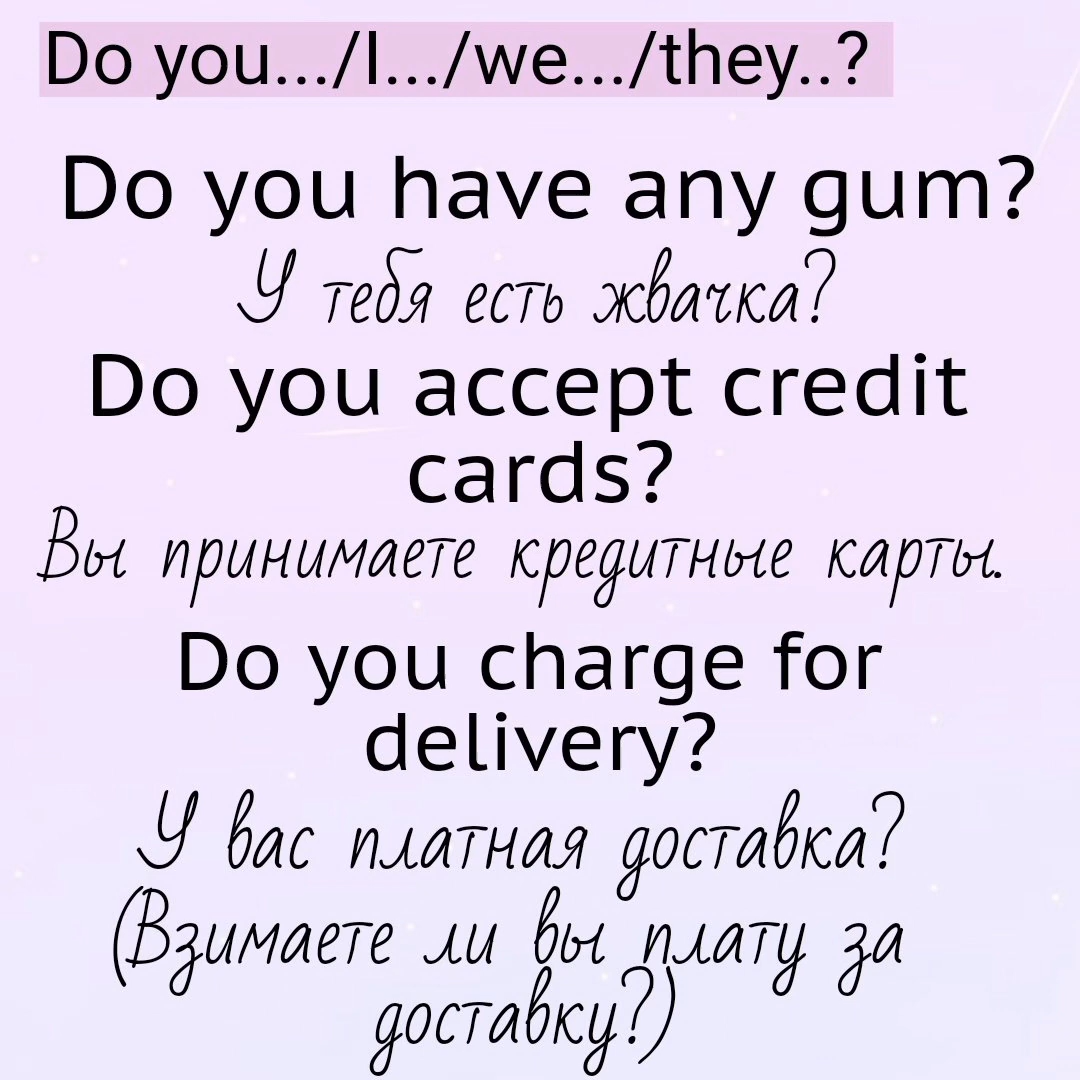 Do you.../I.../we.../they..?
Do you have any gum?
У тебя есть жвачка?
Do you accept credit
cards?
Вы принимаете кредитные карты.
Do you charge for
delivery?
У вас платная доставка?
(Взимаете ли вы плату за
доставку?)